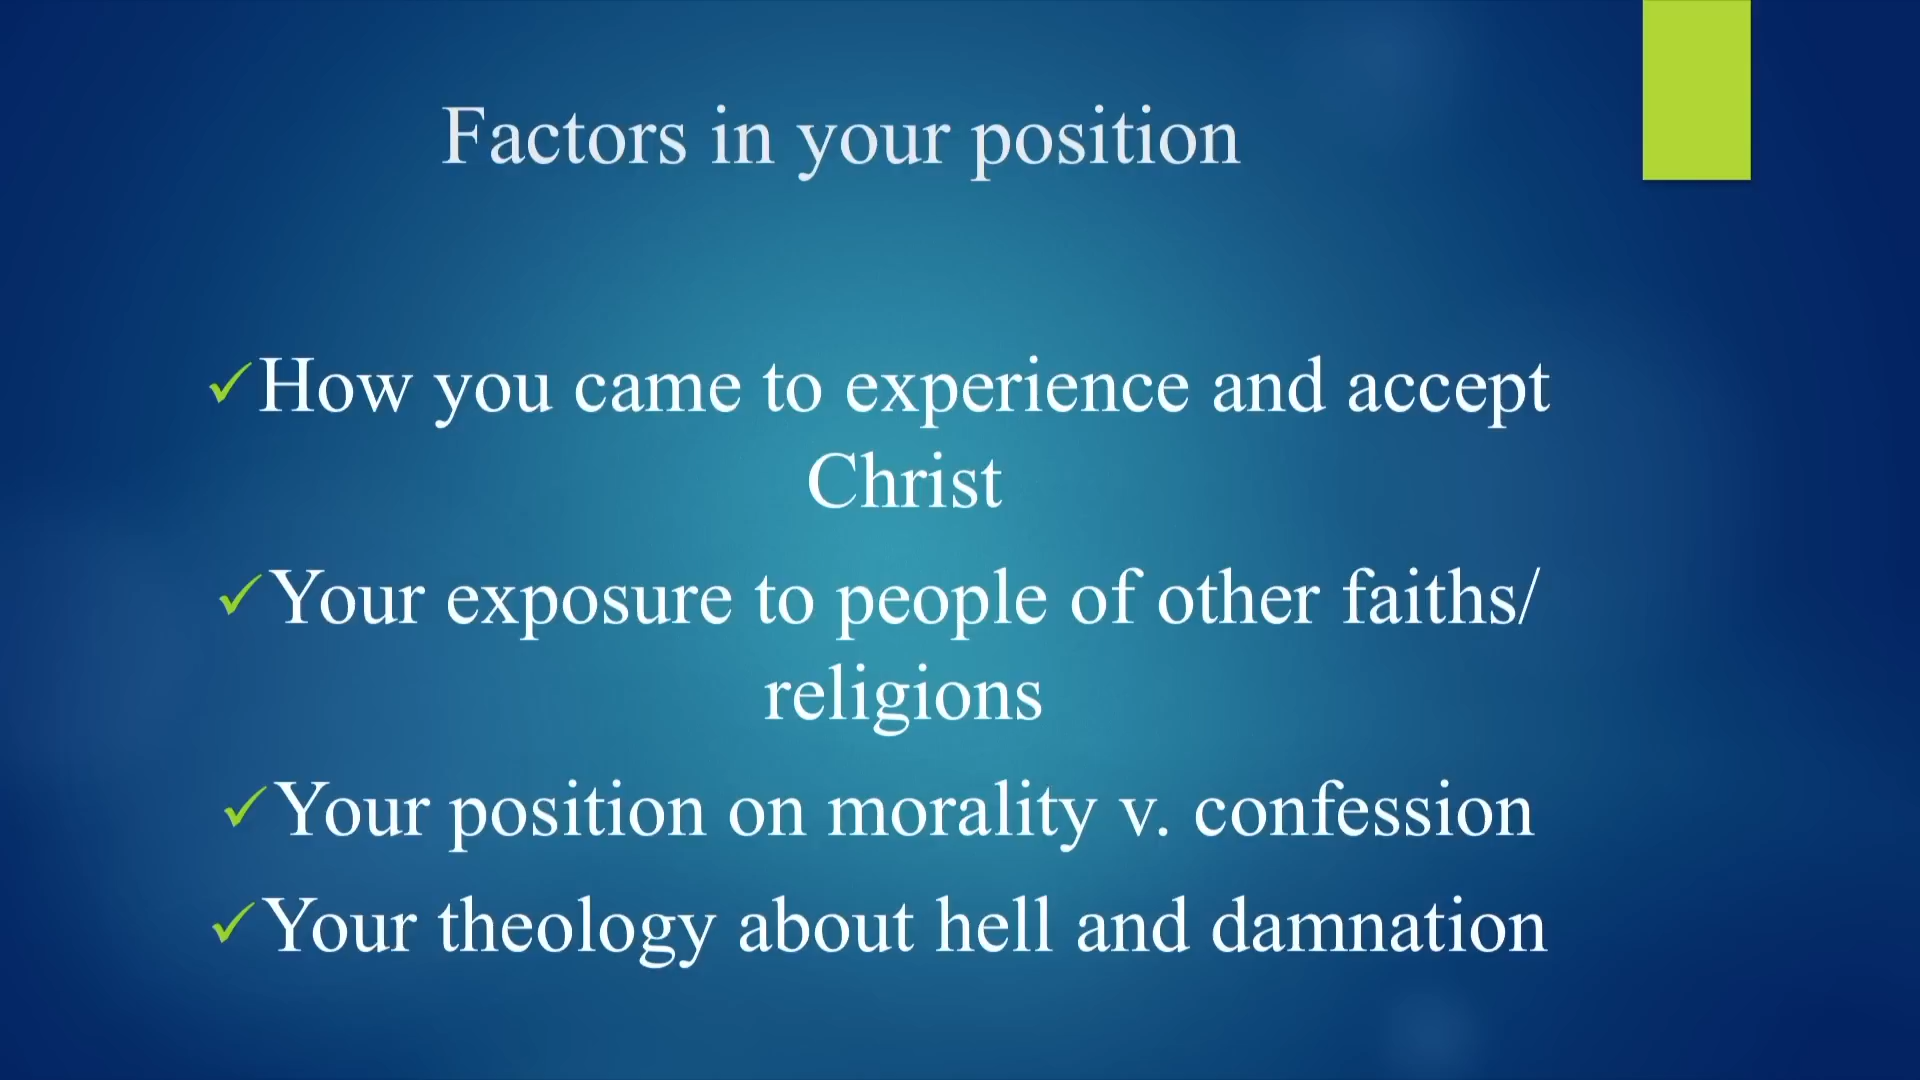 Factors in your position
✓How you came to experience and accept
Christ
✓Your exposure to people of other faiths/
religions
✓Your position on morality v. confession
✓Your theology about hell and damnation